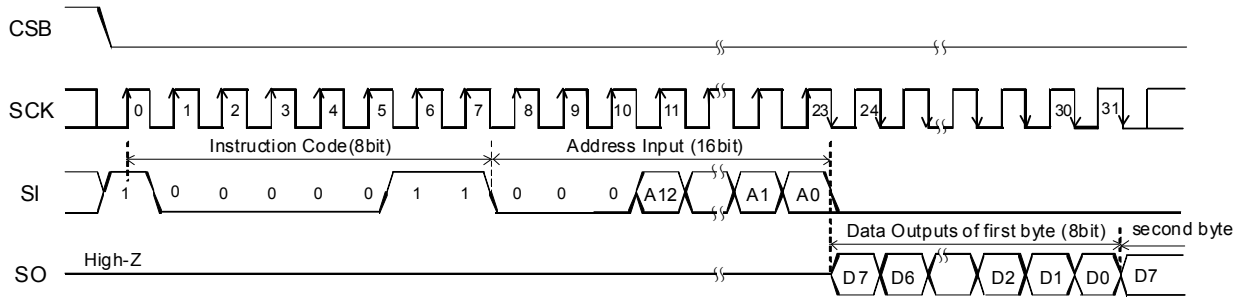 CSB
SCK 0 1 2 3 4 5 6 7 8 9 10 11 23 24 30 31
Instruction Code(8bit) Address Input (16bit)
SI 1 0 0 0 0 0 1 1 0 0 0 A12 A1 A0
Data Outputs of first byte (8bit) second byte
High-Z
SO D7 D6 D2 D1 D0 D7